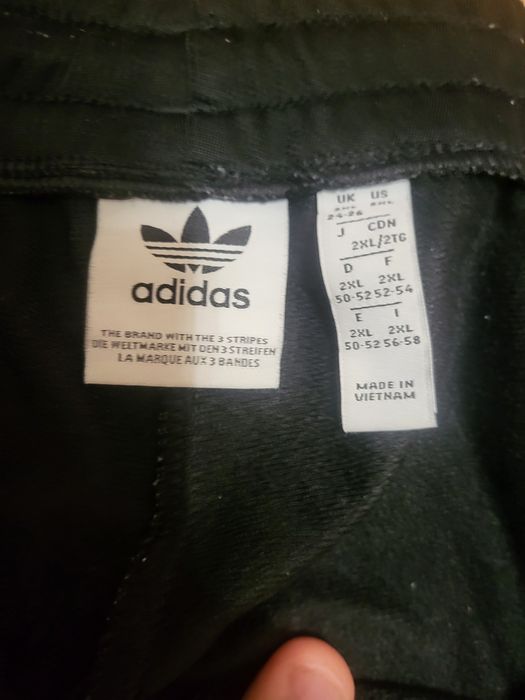 adidas
THE BRAND WITH THE 3 STRIPES
DIE WELTMARKE MIT DEN 3 STREIFEN
LA MARQUE AUX 3 BANDES
UK US
24-26
J CDN
2XL/2TG
D F
2XL 2XL
50-52 52-54
E I
2XL 2XL
50-52 56-58
MADE IN
VIETNAM